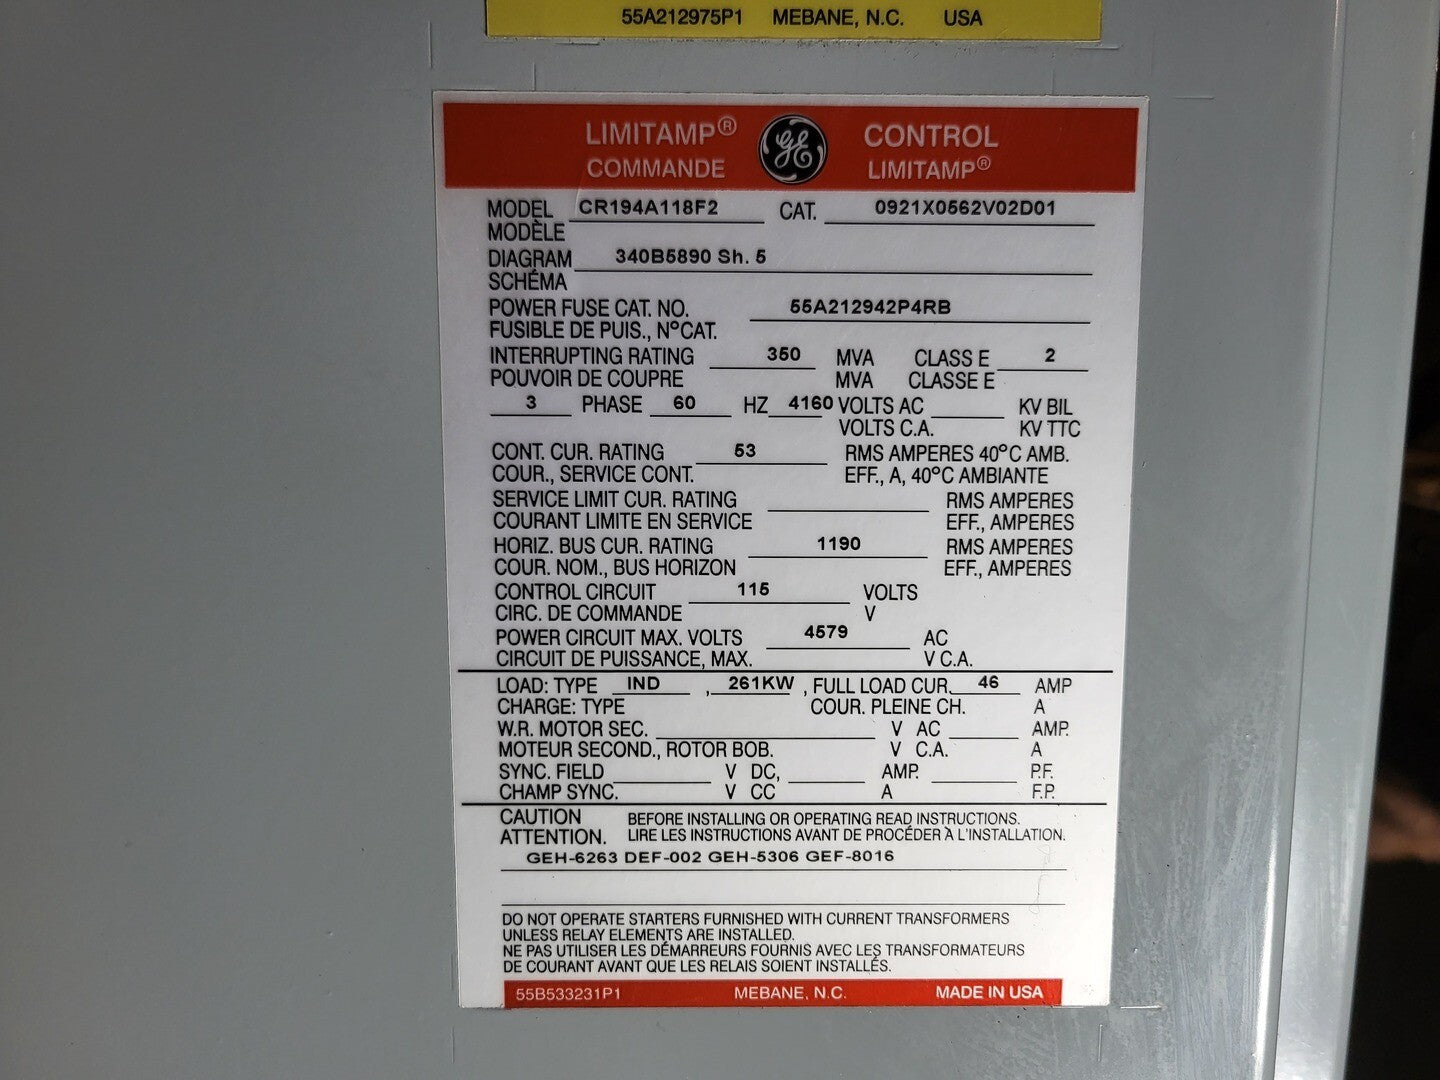 55A212975P1 MEBANE, N.C. USA
LIMITAMP® GE CONTROL
COMMANDE LIMITAMP®
MODEL CR194A118F2 CAT. 0921X0562V02D01
MODÈLE
DIAGRAM 340B5890 Sh. 5
SCHÉMA
POWER FUSE CAT. NO. 55A212942P4RB
FUSIBLE DE PUIS., NºCAT.
INTERRUPTING RATING 350 MVA CLASS E 2
POUVOIR DE COUPRE MVA CLASSE E
3 PHASE 60 HZ 4160 VOLTS AC KV BIL
VOLTS C.A. KV TTC
CONT. CUR. RATING 53 RMS AMPERES 40°C AMB.
COUR., SERVICE CONT. EFF., A, 40°C AMBIANTE
SERVICE LIMIT CUR. RATING RMS AMPERES
COURANT LIMITE EN SERVICE EFF., AMPERES
HORIZ. BUS CUR. RATING 1190 RMS AMPERES
COUR. NOM., BUS HORIZON EFF., AMPERES
CONTROL CIRCUIT 115 VOLTS
CIRC. DE COMMANDE V
POWER CIRCUIT MAX. VOLTS 4579 AC
CIRCUIT DE PUISSANCE, MAX. V C.A.
LOAD: TYPE IND , 261KW , FULL LOAD CUR. 46 AMP
CHARGE: TYPE COUR. PLEINE CH. A
W.R. MOTOR SEC. V AC AMP.
MOTEUR SECOND., ROTOR BOB. V C.A. A
SYNC. FIELD V DC, AMP. P.F.
CHAMP SYNC. V CC A F.P.
CAUTION BEFORE INSTALLING OR OPERATING READ INSTRUCTIONS.
ATTENTION. LIRE LES INSTRUCTIONS AVANT DE PROCÉDER À L'INSTALLATION.
GEH-6263 DEF-002 GEH-5306 GEF-8016
DO NOT OPERATE STARTERS FURNISHED WITH CURRENT TRANSFORMERS
UNLESS RELAY ELEMENTS ARE INSTALLED.
NE PAS UTILISER LES DÉMARREURS FOURNIS AVEC LES TRANSFORMATEURS
DE COURANT AVANT QUE LES RELAIS SOIENT INSTALLÉS.
55B533231P1 MEBANE, N.C. MADE IN USA